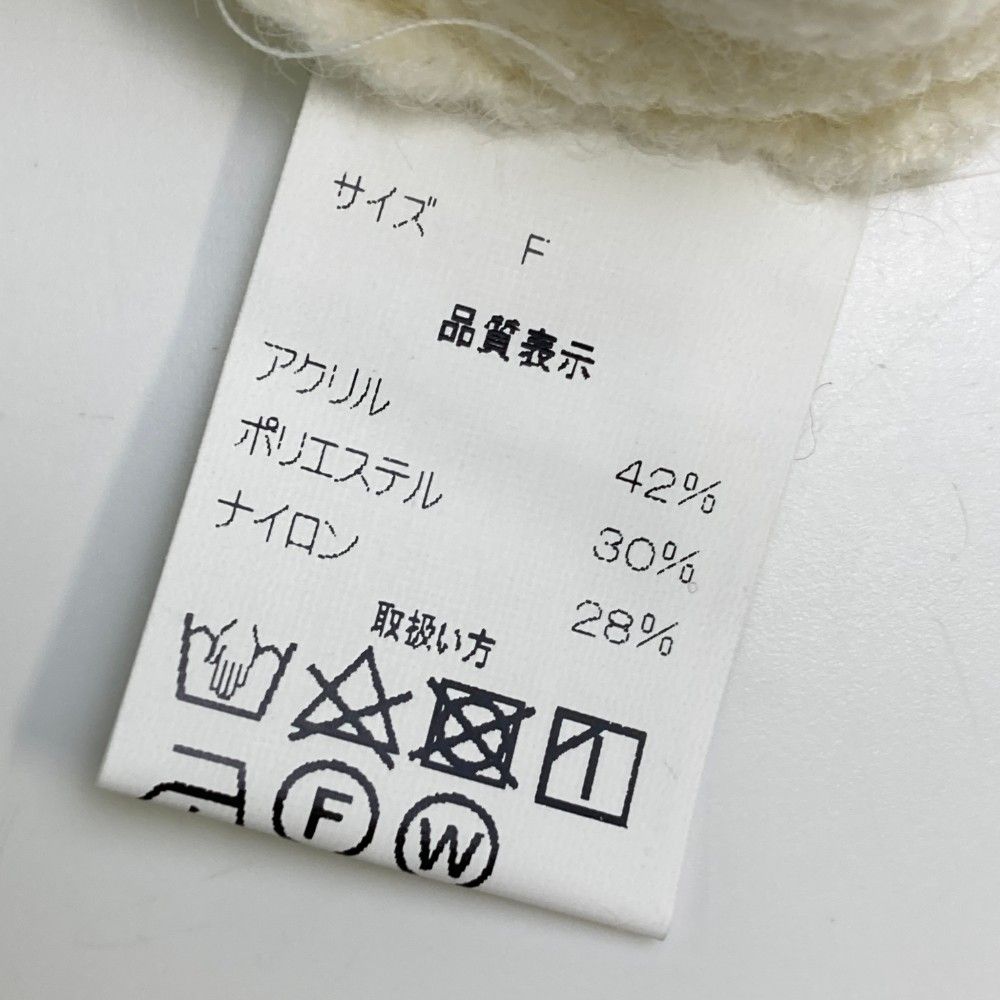 サイズ F
品質表示
アクリル 42%
ポリエステル 30%
ナイロン 28%
取扱い方
F W